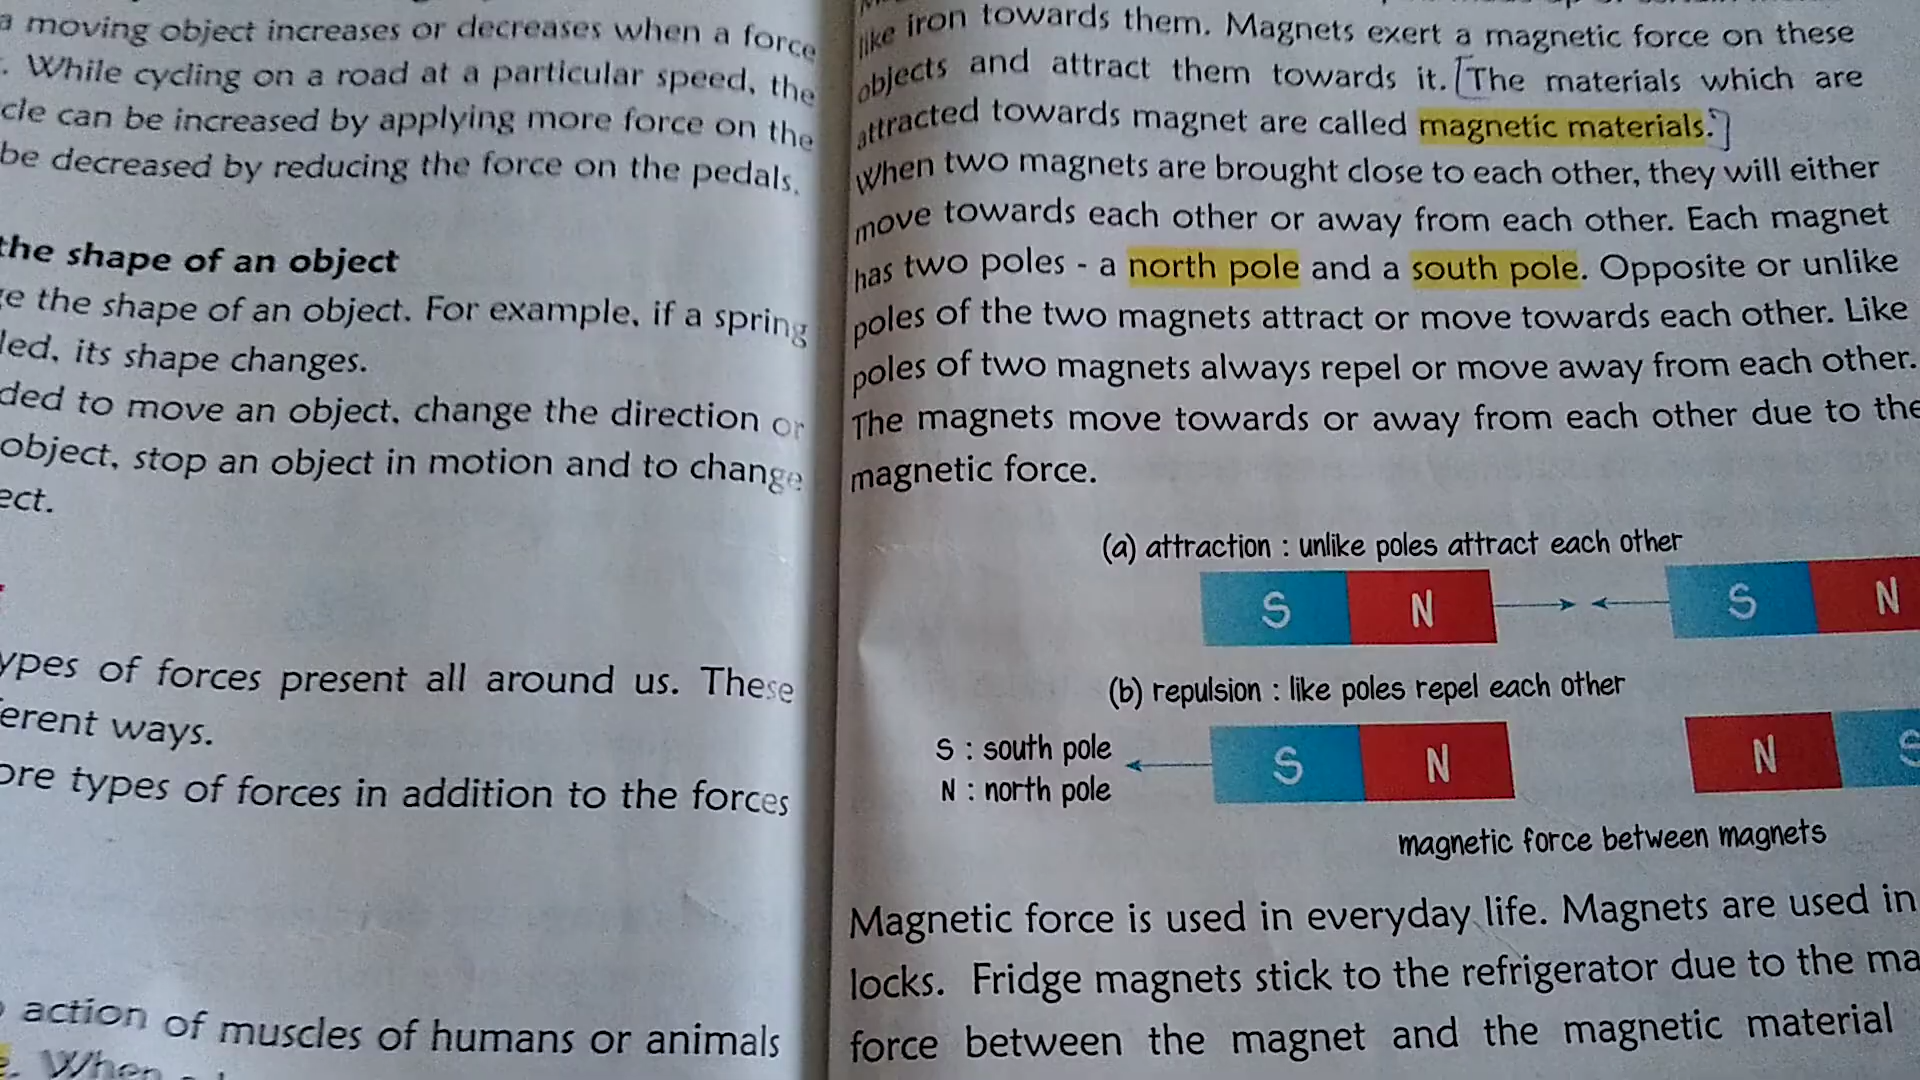 a moving object increases or decreases when a force
. While cycling on a road at a particular speed, the
cle can be increased by applying more force on the
be decreased by reducing the force on the pedals.
the shape of an object
ge the shape of an object. For example, if a spring
led, its shape changes.
ded to move an object, change the direction or
object, stop an object in motion and to change
ect.
ypes of forces present all around us. These
erent ways.
ore types of forces in addition to the forces
action of muscles of humans or animals
. When
like iron towards them. Magnets exert a magnetic force on these
objects and attract them towards it. [The materials which are
attracted towards magnet are called magnetic materials.]
When two magnets are brought close to each other, they will either
move towards each other or away from each other. Each magnet
has two poles - a north pole and a south pole. Opposite or unlike
poles of the two magnets attract or move towards each other. Like
poles of two magnets always repel or move away from each other.
The magnets move towards or away from each other due to the
magnetic force.
(a) attraction : unlike poles attract each other
S N S N
(b) repulsion : like poles repel each other
S : south pole
N : north pole
S N N S
magnetic force between magnets
Magnetic force is used in everyday life. Magnets are used in
locks. Fridge magnets stick to the refrigerator due to the ma
force between the magnet and the magnetic material